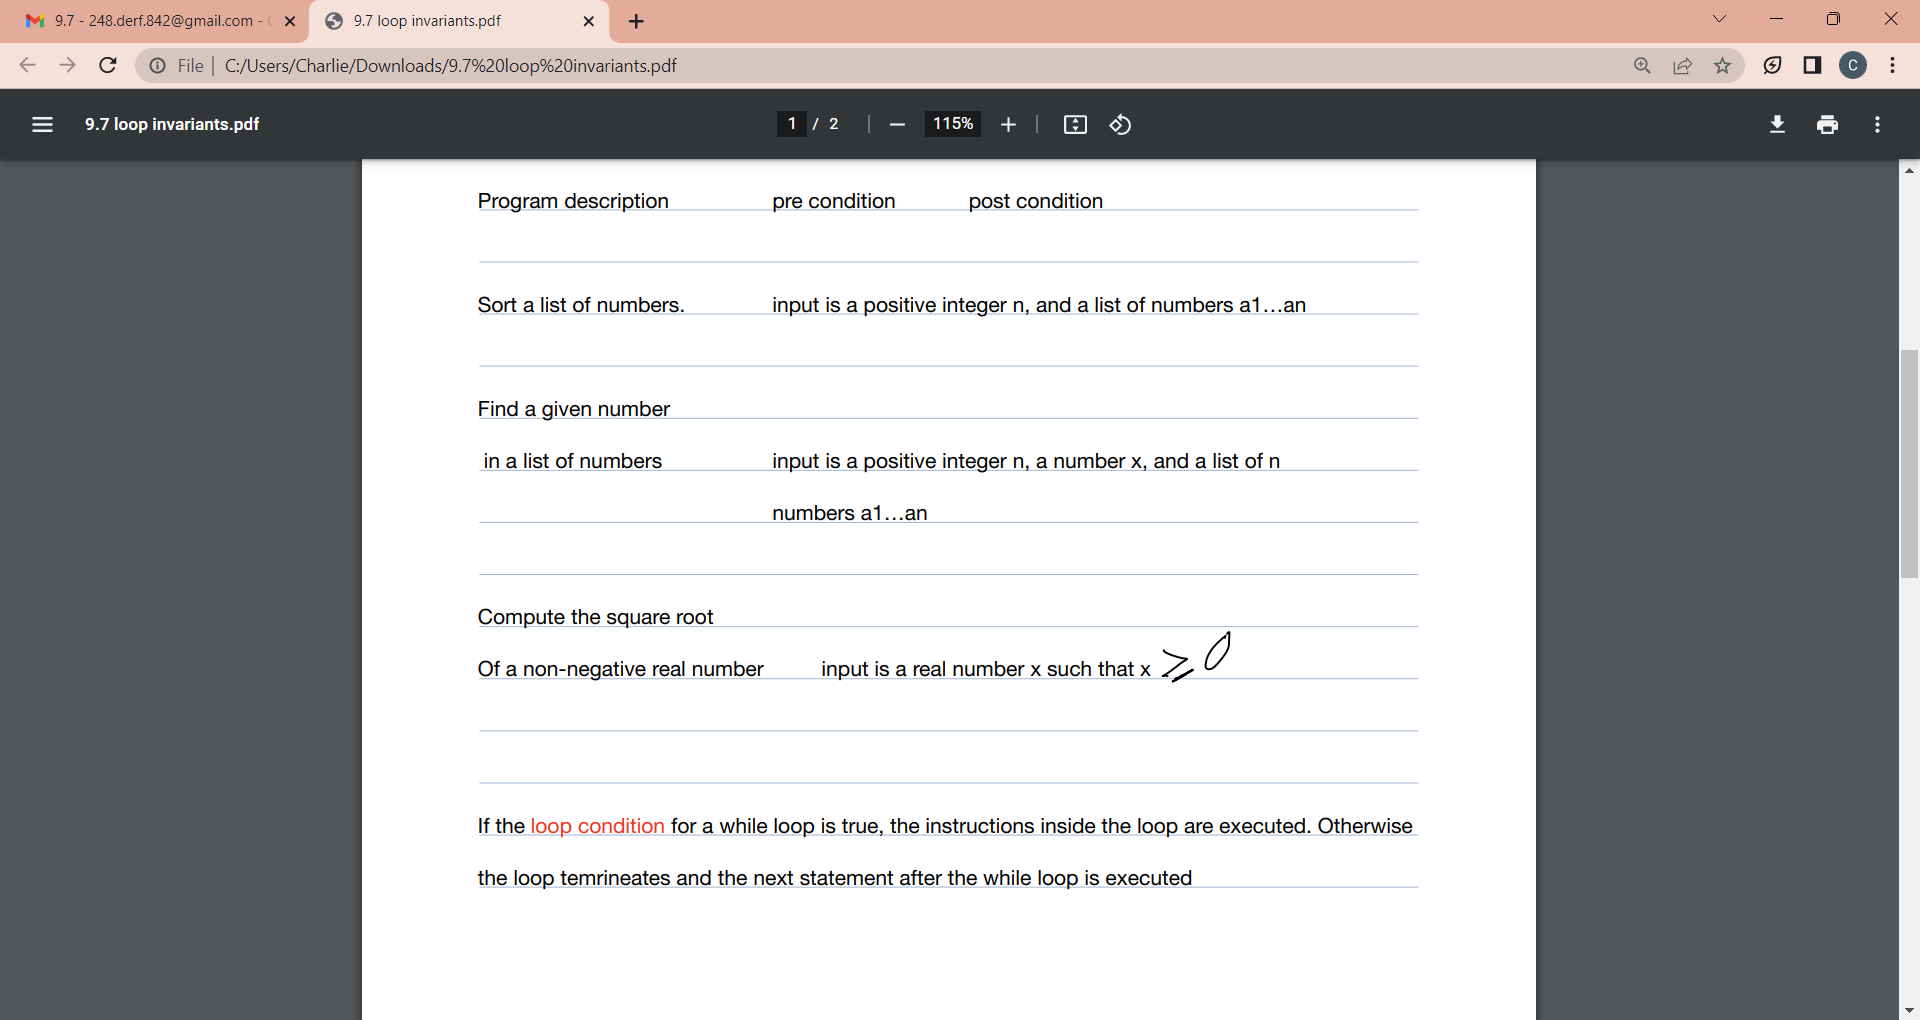 9.7 - 248.derf.842@gmail.com -
9.7 loop invariants.pdf
File | C:/Users/Charlie/Downloads/9.7%20loop%20invariants.pdf
C
9.7 loop invariants.pdf
1 / 2
115%
Program description pre condition post condition
Sort a list of numbers. input is a positive integer n, and a list of numbers a1...an
Find a given number
in a list of numbers input is a positive integer n, a number x, and a list of n
numbers a1...an
Compute the square root
Of a non-negative real number input is a real number x such that x ≥ 0
If the loop condition for a while loop is true, the instructions inside the loop are executed. Otherwise
the loop temrineates and the next statement after the while loop is executed